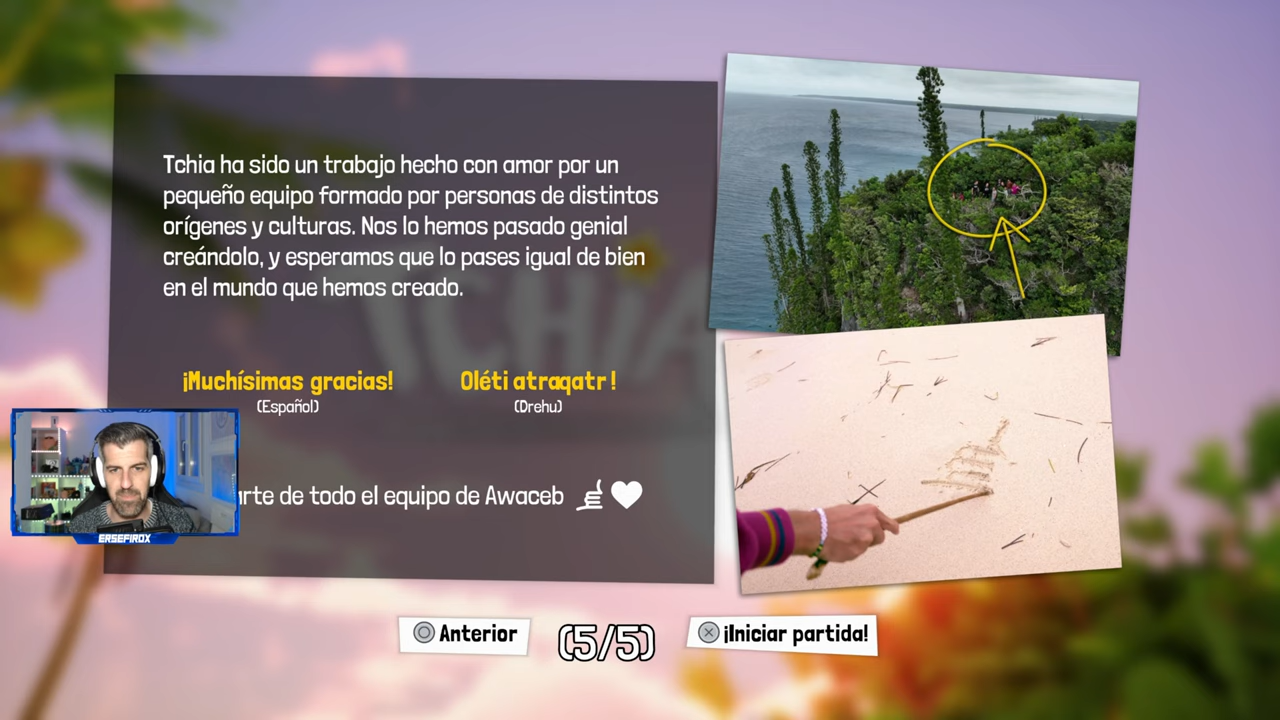 Tchia ha sido un trabajo hecho con amor por un
pequeño equipo formado por personas de distintos
orígenes y culturas. Nos lo hemos pasado genial
creándolo, y esperamos que lo pases igual de bien
en el mundo que hemos creado.
¡Muchísimas gracias!
(Español)
Oléti atraqatr !
(Drehu)
de todo el equipo de Awaceb
ERSEFIROX
TCHIA
Anterior
(5/5)
¡Iniciar partida!